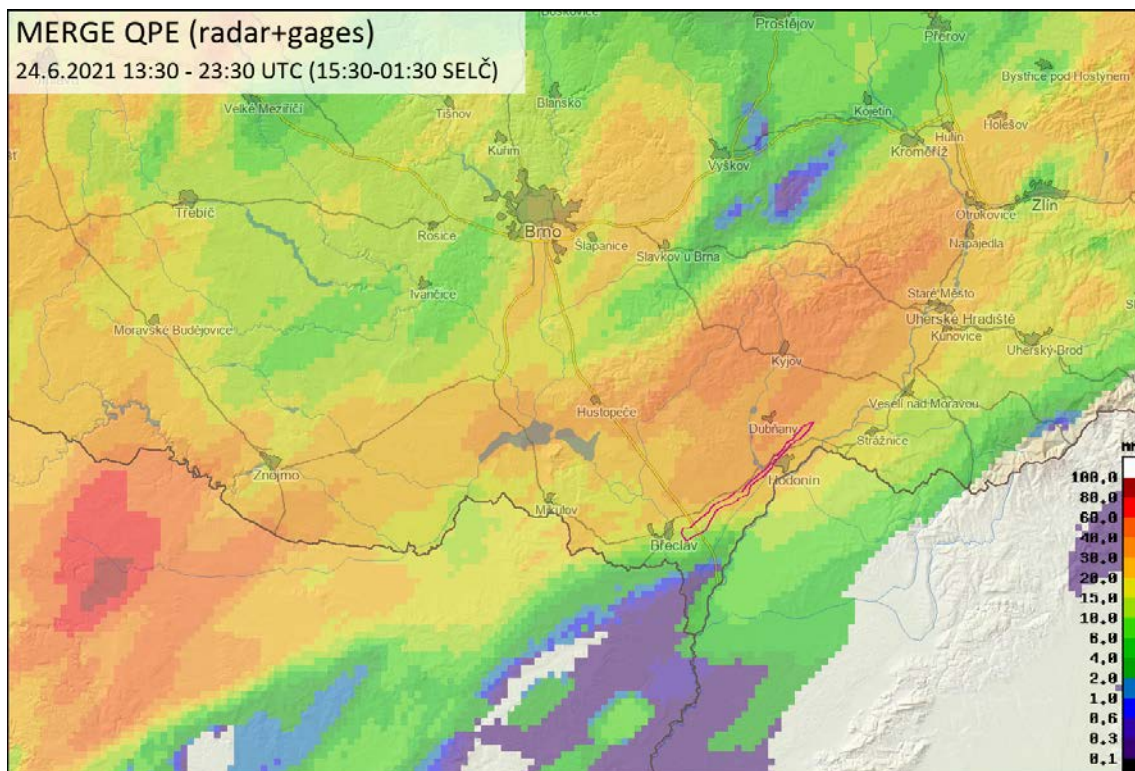 MERGE QPE (radar+gages)
24.6.2021 13:30 - 23:30 UTC (15:30-01:30 SELČ)
Boskovice
Prostějov
Přerov
Bystřice pod Hostýnem
Velké Meziříčí
Tišnov
Blansko
Kojetín
Hulín
Holešov
Kuřim
Vyškov
Kroměříž
Třebíč
Zlín
Otrokovice
Rosice
Brno
Šlapanice
Slavkov u Brna
Napajedla
Ivančice
Staré Město
Uherské Hradiště
Kunovice
Moravské Budějovice
Uherský Brod
Kyjov
Hustopeče
Veselí nad Moravou
Dubňany
Strážnice
Znojmo
Hodonín
Mikulov
Břeclav
MM
100,0
80,0
60,0
40,0
30,0
20,0
15,0
10,0
6,0
4,0
2,0
1,0
0,6
0,3
0,1